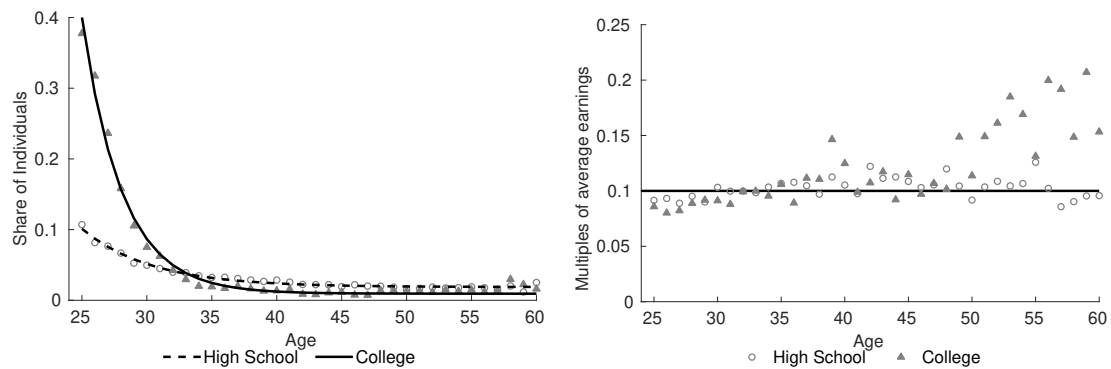 Share of Individuals
0.4
0.3
0.2
0.1
0
25 30 35 40 45 50 55 60
Age
High School College
Multiples of average earnings
0.25
0.2
0.15
0.1
0.05
0
25 30 35 40 45 50 55 60
Age
High School College